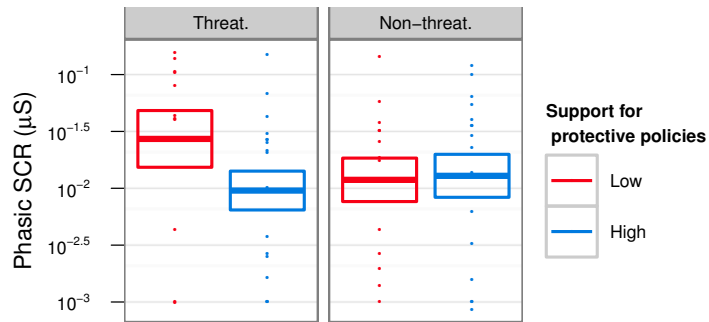 Threat.
Non−threat.
Phasic SCR (μS)
10^−1
10^−1.5
10^−2
10^−2.5
10^−3
Support for
protective policies
Low
High